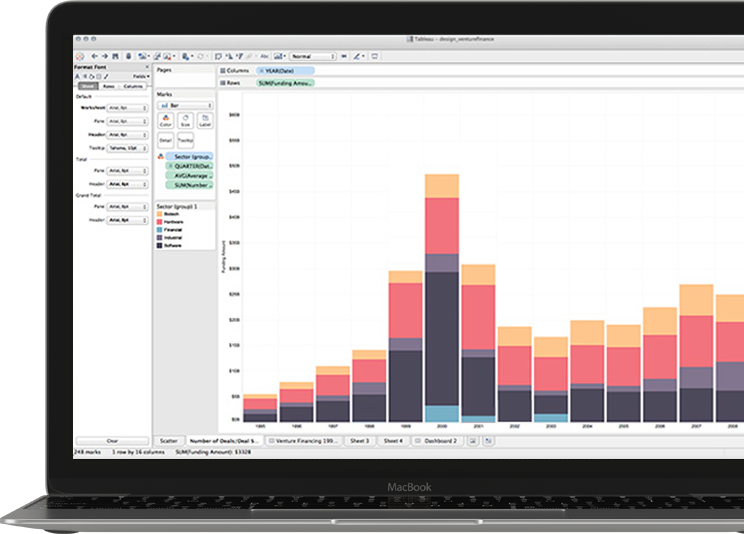 Tableau - design_venturefinance
Format Font
Fields
Sheet Rows Columns
Default
Worksheet Arial, 8pt
Pane Arial, 8pt
Header Arial, 8pt
Tooltip Tahoma, 10pt
Total
Pane Arial, 8pt
Header Arial, 8pt
Grand Total
Pane Arial, 8pt
Header Arial, 8pt
Clear
Abc
Normal
Pages
Marks
Bar
Color Size Label
Detail Tooltip
Sector (group..
QUARTER(Dat..
AVG(Average ..
SUM(Number ..
Sector (group) 1
Biotech
Hardware
Financial
Industrial
Software
Columns YEAR(Date)
Rows SUM(Funding Amou..
Funding Amount
$60B
$55B
$50B
$45B
$40B
$35B
$30B
$25B
$20B
$15B
$10B
$5B
$0B
1995 1996 1997 1998 1999 2000 2001 2002 2003 2004 2005 2006 2007 2008
Scatter Number of Deals/Deal S... Venture Financing 199... Sheet 3 Sheet 4 Dashboard 2
248 marks 1 row by 16 columns SUM(Funding Amount): $332B
MacBook